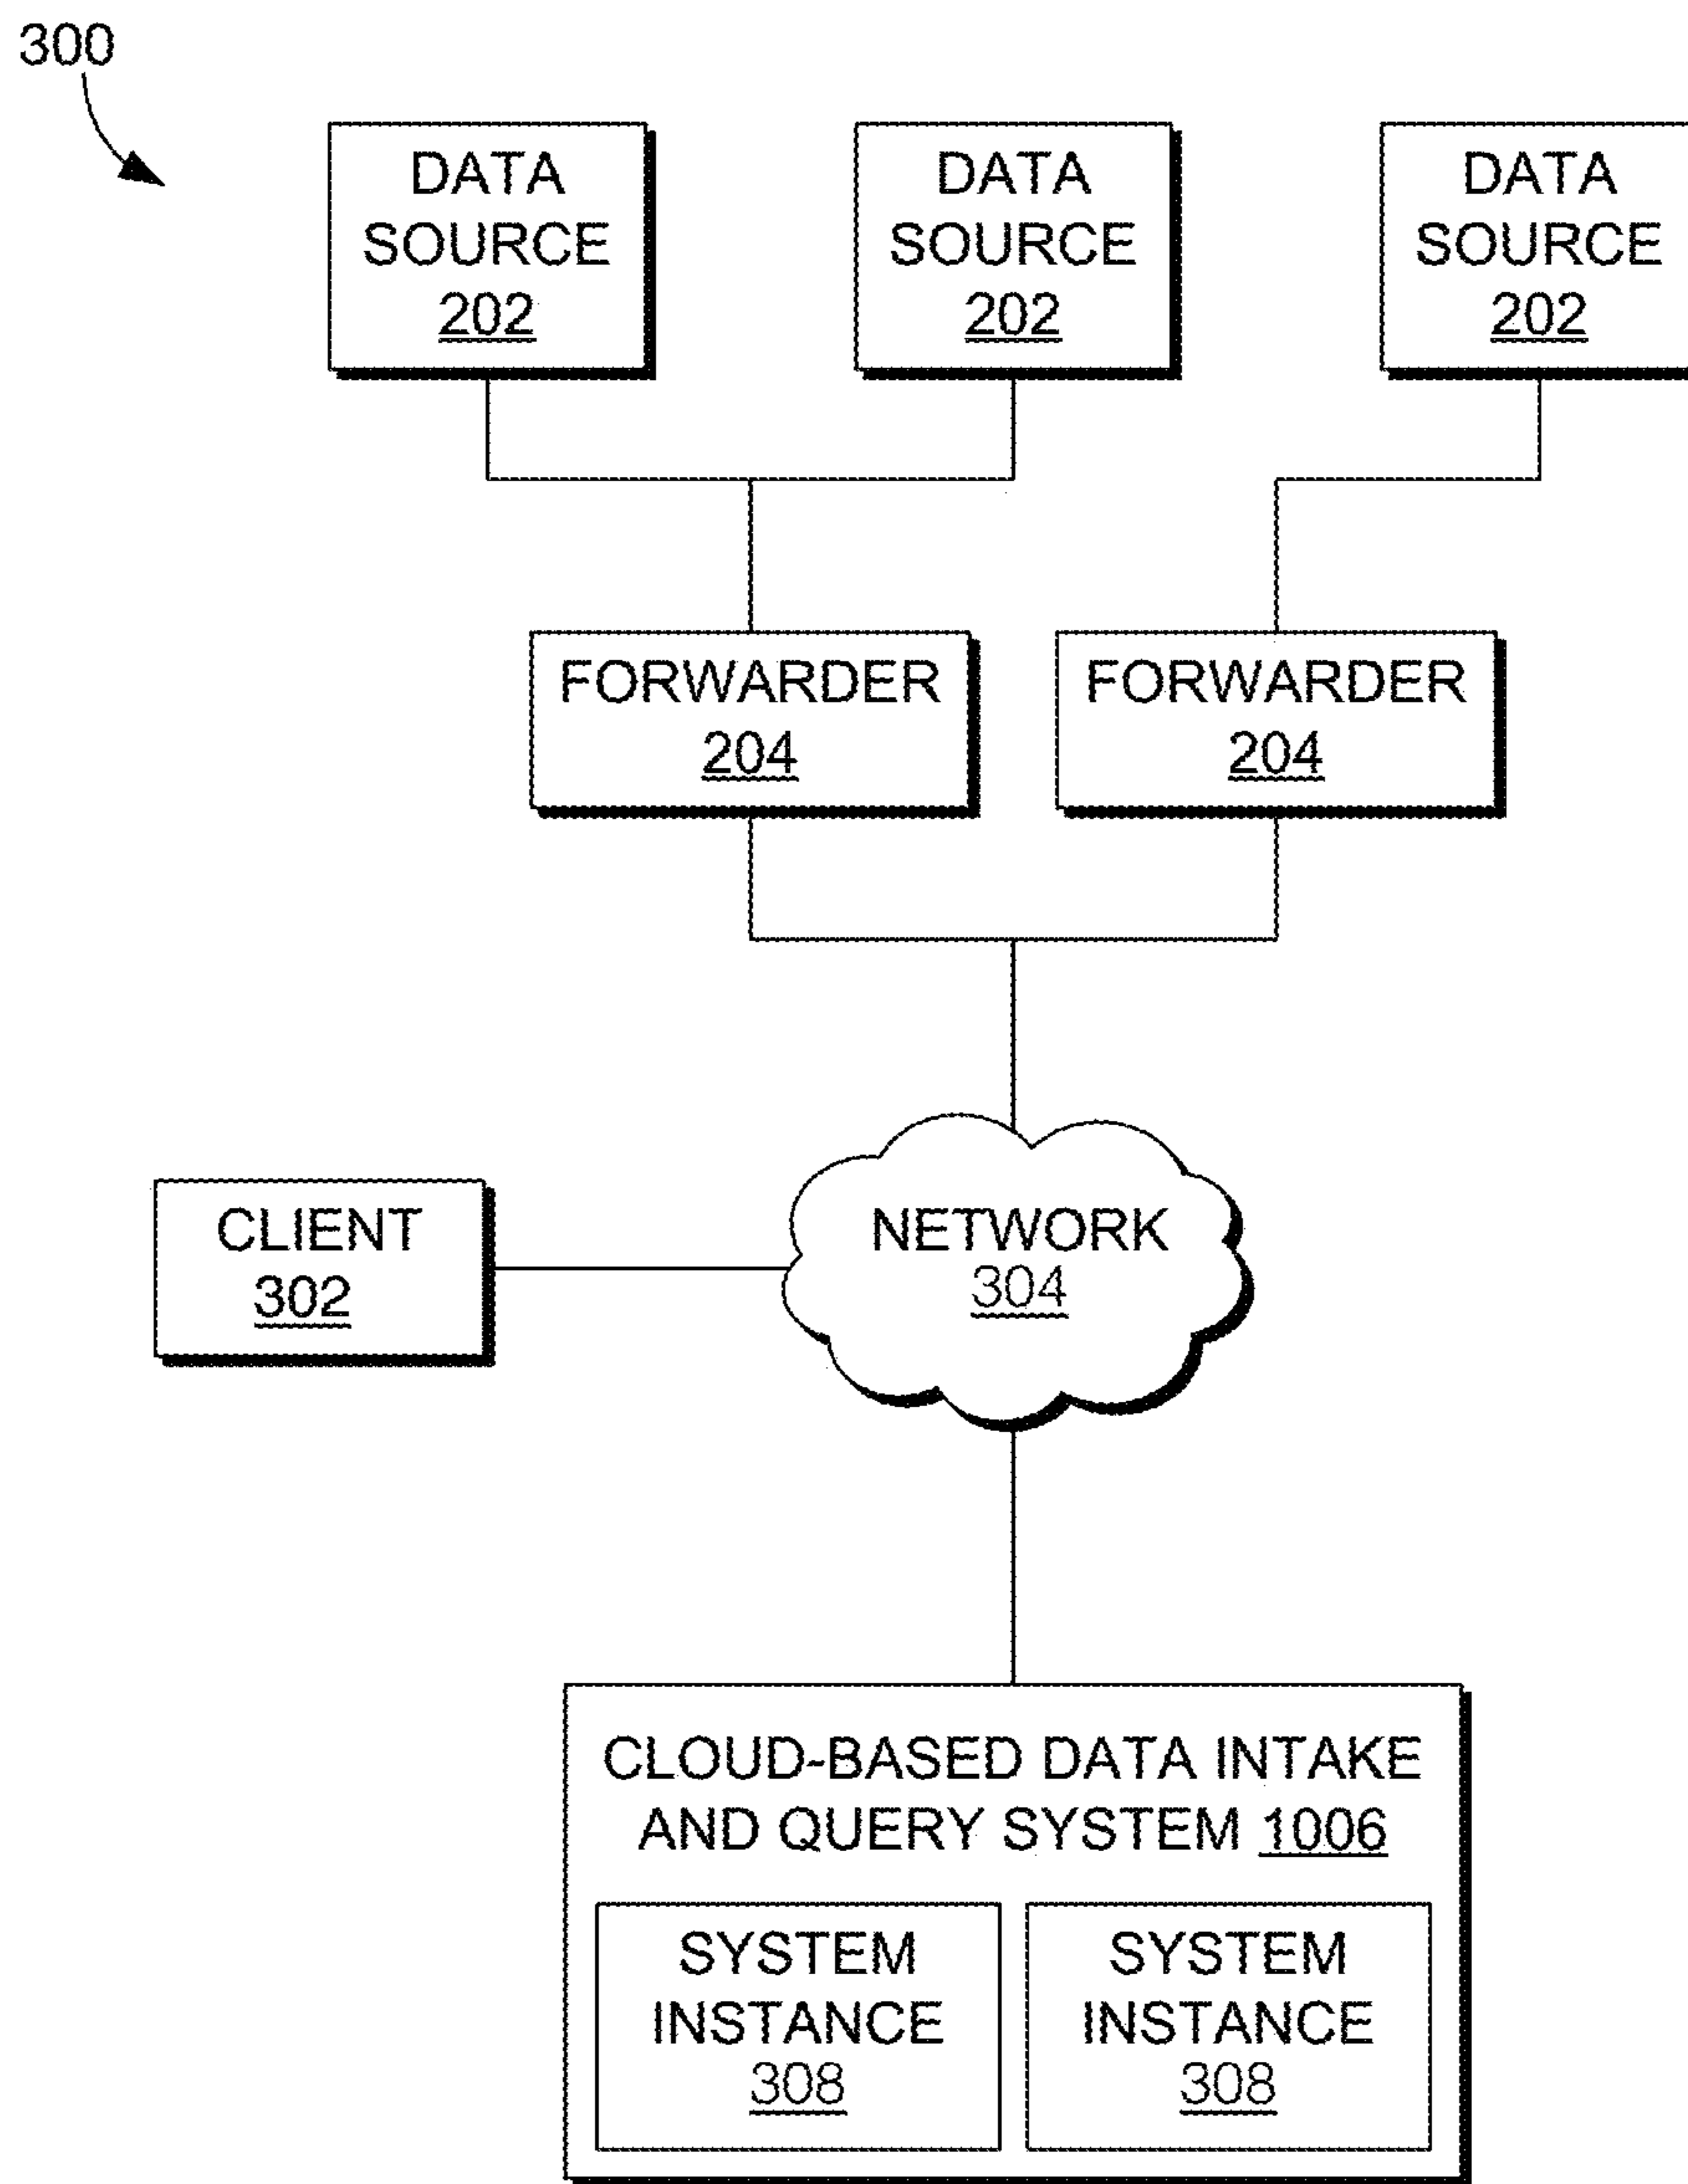 300
DATA
SOURCE
202
DATA
SOURCE
202
DATA
SOURCE
202
FORWARDER
204
FORWARDER
204
CLIENT
302
NETWORK
304
CLOUD-BASED DATA INTAKE
AND QUERY SYSTEM 1006
SYSTEM
INSTANCE
308
SYSTEM
INSTANCE
308